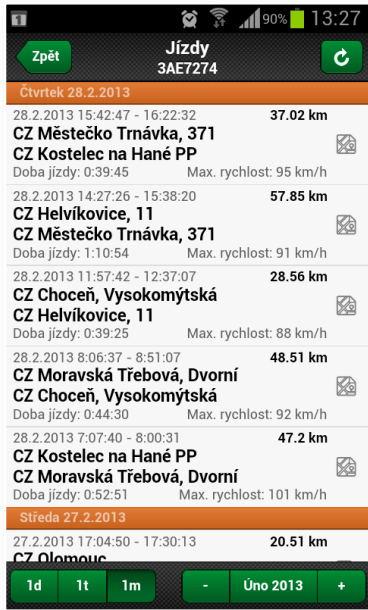 1
90%
13:27
Zpět
Jízdy
3AE7274
Čtvrtek 28.2.2013
28.2.2013 15:42:47 - 16:22:32 37.02 km
CZ Městečko Trnávka, 371
CZ Kostelec na Hané PP
Doba jízdy: 0:39:45 Max. rychlost: 95 km/h
28.2.2013 14:27:26 - 15:38:20 57.85 km
CZ Helvíkovice, 11
CZ Městečko Trnávka, 371
Doba jízdy: 1:10:54 Max. rychlost: 91 km/h
28.2.2013 11:57:42 - 12:37:07 28.56 km
CZ Choceň, Vysokomýtská
CZ Helvíkovice, 11
Doba jízdy: 0:39:25 Max. rychlost: 88 km/h
28.2.2013 8:06:37 - 8:51:07 48.51 km
CZ Moravská Třebová, Dvorní
CZ Choceň, Vysokomýtská
Doba jízdy: 0:44:30 Max. rychlost: 92 km/h
28.2.2013 7:07:40 - 8:00:31 47.2 km
CZ Kostelec na Hané PP
CZ Moravská Třebová, Dvorní
Doba jízdy: 0:52:51 Max. rychlost: 101 km/h
Středa 27.2.2013
27.2.2013 17:04:50 - 17:30:13 20.51 km
CZ Olomouc
1d 1t 1m - Úno 2013 +